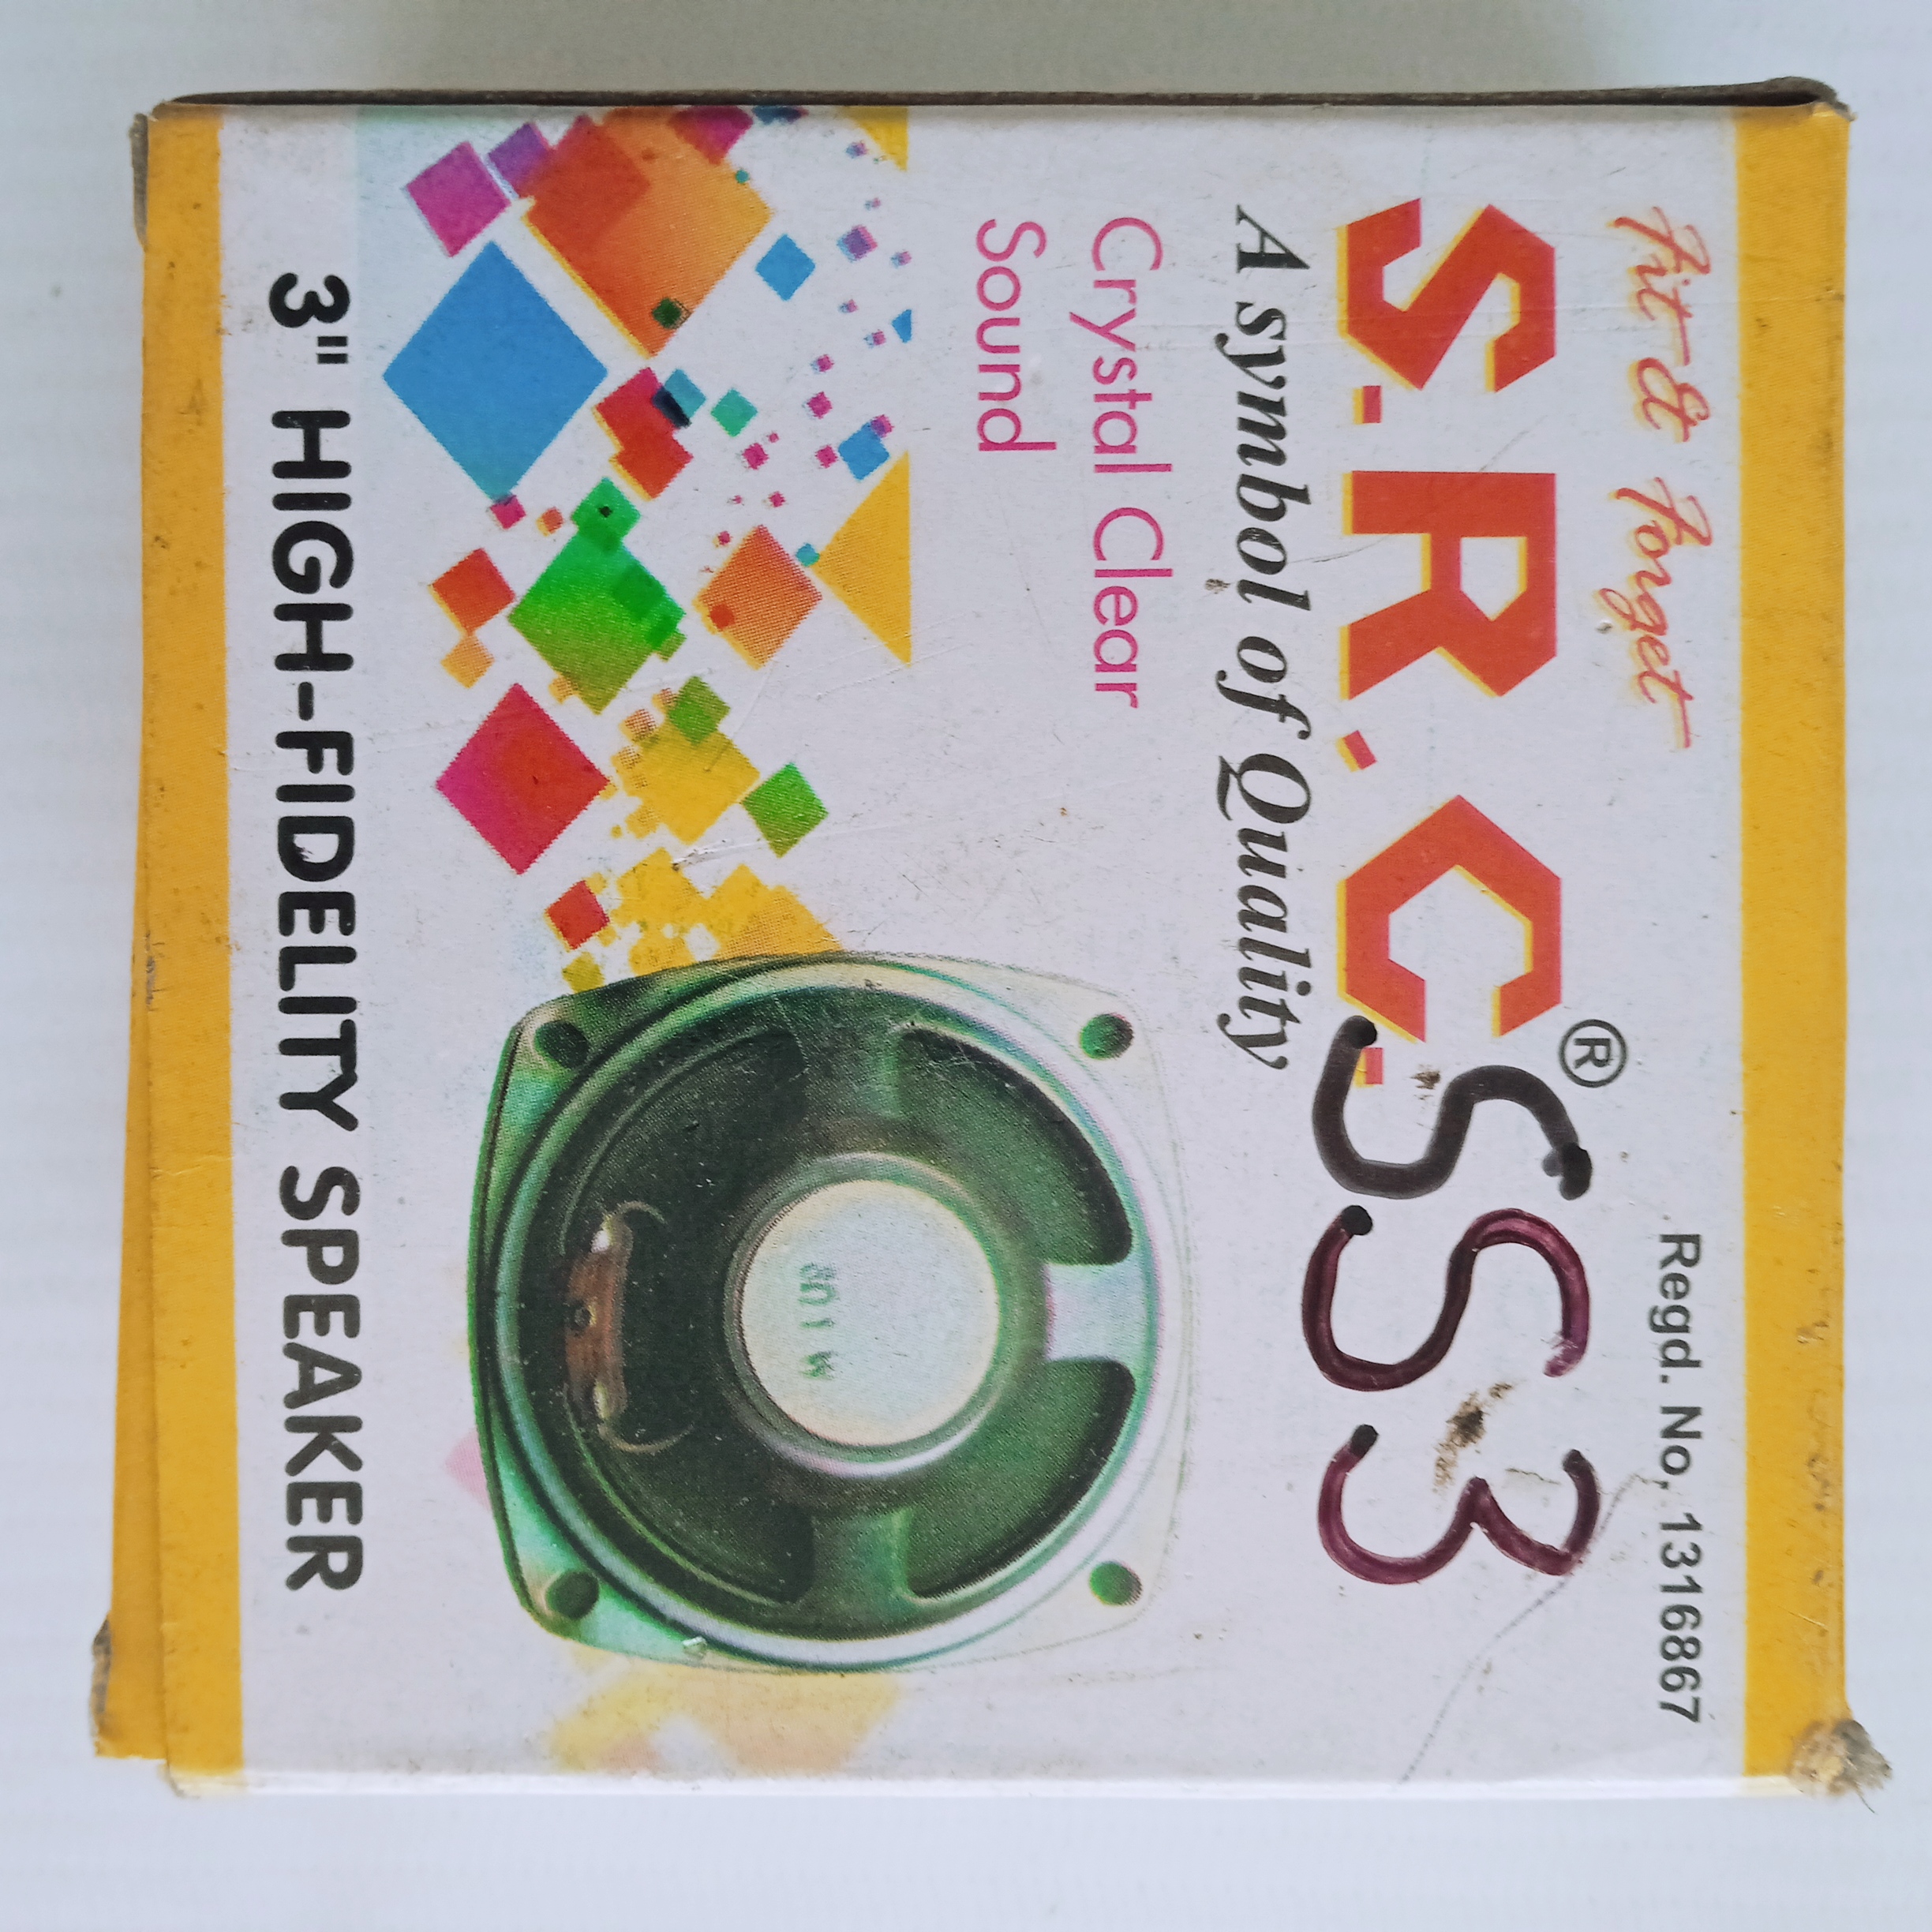 Fit & Forget
Regd. No, 1316867
S.R.C.®
SS3
A symbol of Quality
Crystal Clear
Sound
3" HIGH-FIDELITY SPEAKER